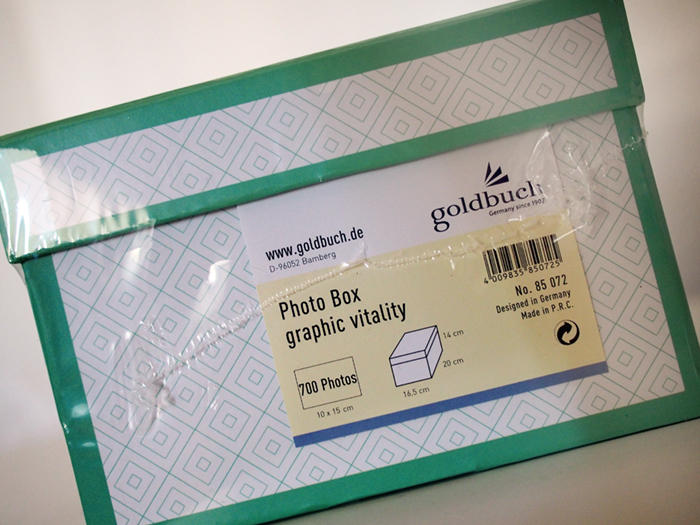 goldbuch
Germany since 1907
www.goldbuch.de
D-96052 Bamberg
4 009835 850725
No. 85 072
Designed in Germany
Made in P.R.C.
Photo Box
graphic vitality
700 Photos
10 x 15 cm
14 cm
20 cm
16,5 cm